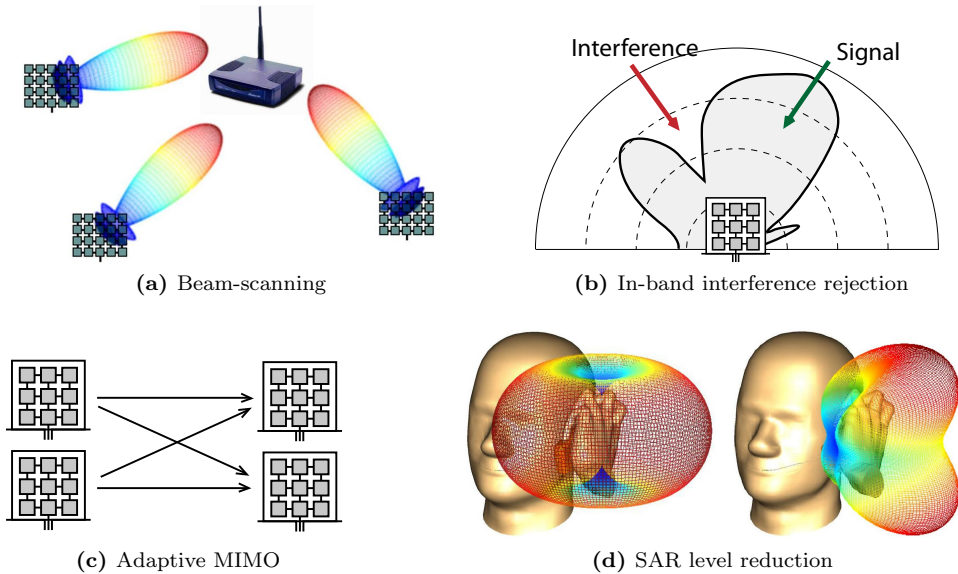 Interference
Signal
(a) Beam-scanning
(b) In-band interference rejection
(c) Adaptive MIMO
(d) SAR level reduction